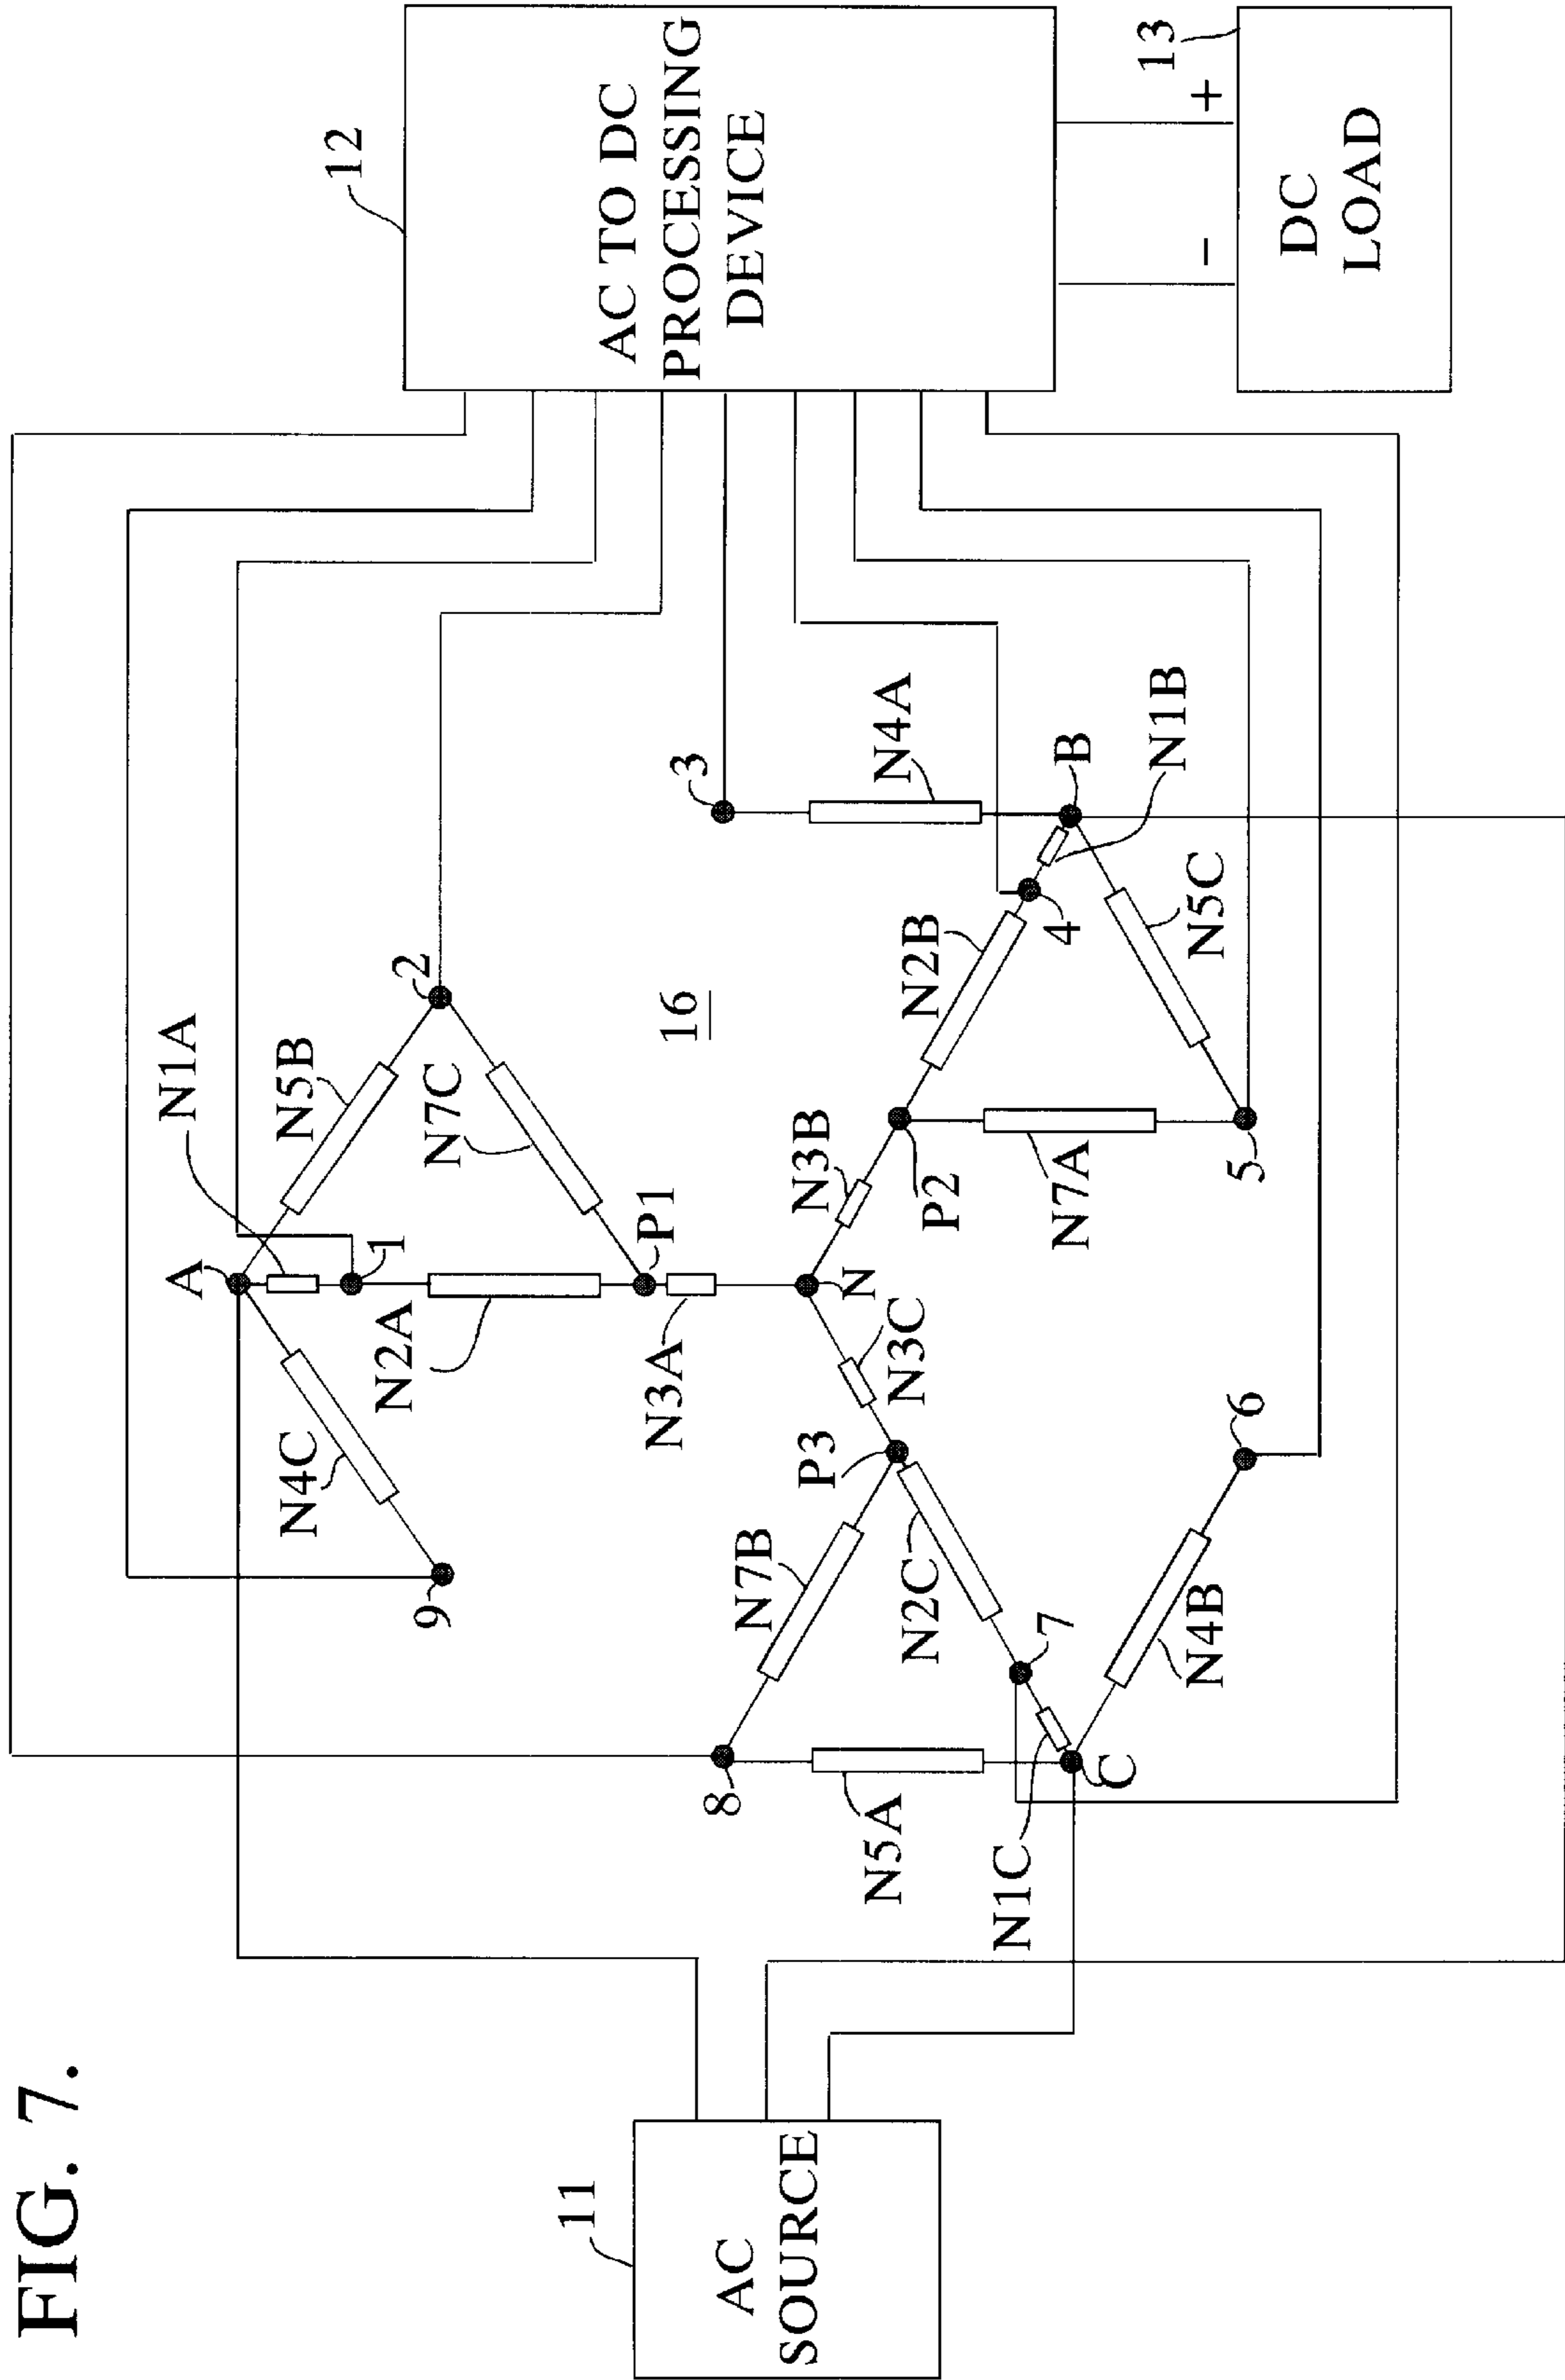 FIG. 7.
11
AC
SOURCE
12
AC TO DC
PROCESSING
DEVICE
13
-
+
DC
LOAD
16
A
N1A
1
N4C
N5B
N2A
9
2
N7C
P1
N3A
N
N3B
N3C
P2
P3
N7B
8
N2C
N5A
7
N1C
C
N4B
6
N7A
5
N2B
4
3
N4A
B
N1B
N5C